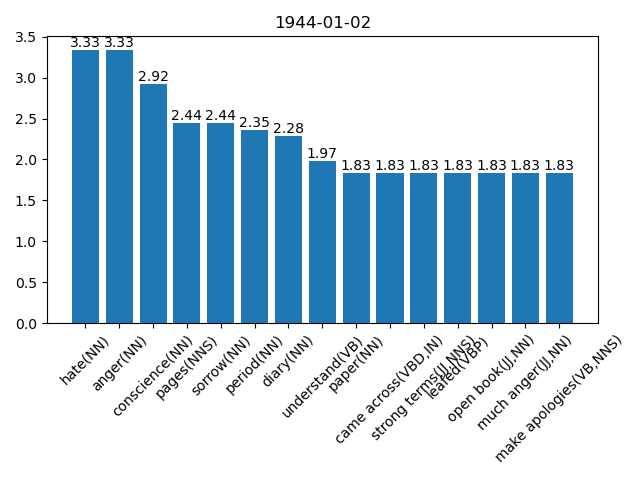 1944-01-02
3.5
3.0
2.5
2.0
1.5
1.0
0.5
0.0
3.33 3.33 2.92 2.44 2.44 2.35 2.28 1.97 1.83 1.83 1.83 1.83 1.83 1.83 1.83
hate(NN)
anger(NN)
conscience(NN)
pages(NNS)
sorrow(NN)
period(NN)
diary(NN)
understand(VB)
paper(NN)
came across(VBD,IN)
strong terms(JJ,NNS)
leafed(VBP)
open book(JJ,NN)
much anger(JJ,NN)
make apologies(VB,NNS)